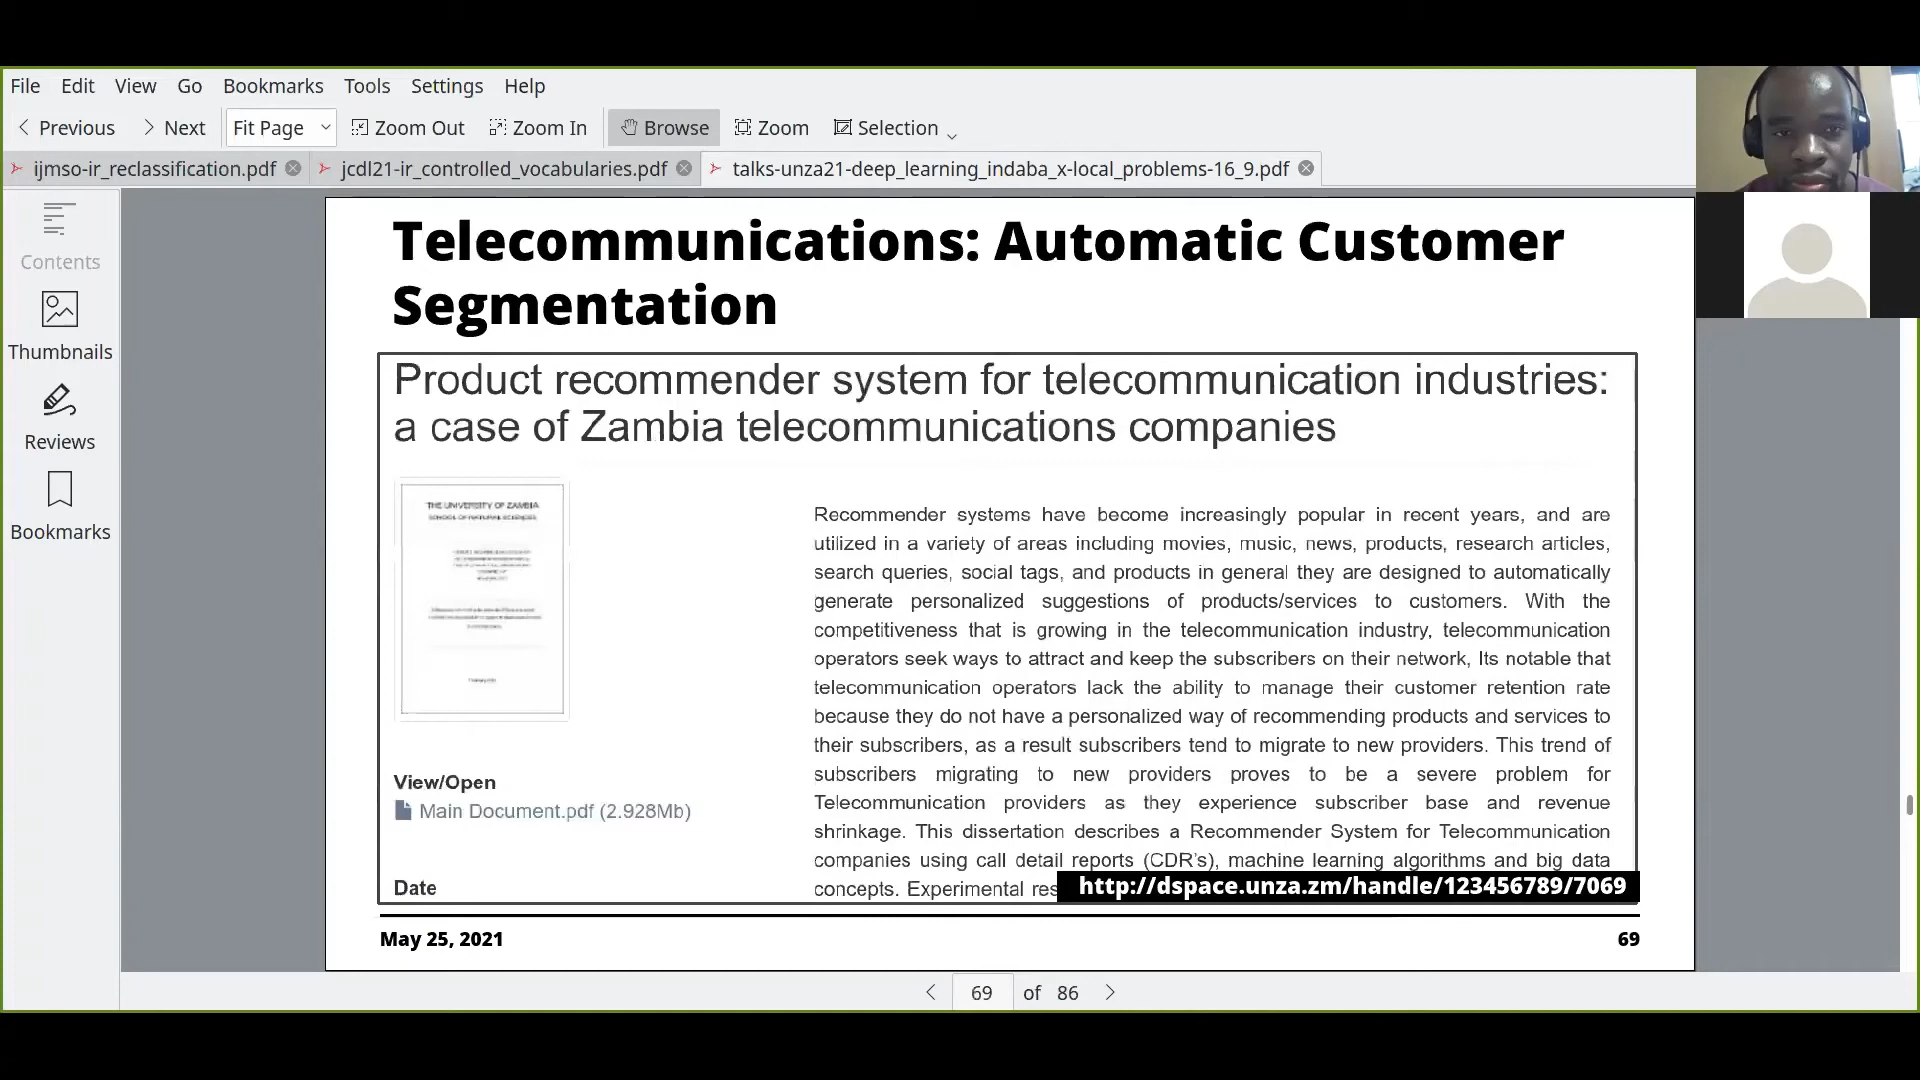 File Edit View Go Bookmarks Tools Settings Help
Previous Next Fit Page Zoom Out Zoom In Browse Zoom Selection
ijmso-ir_reclassification.pdf jcdl21-ir_controlled_vocabularies.pdf talks-unza21-deep_learning_indaba_x-local_problems-16_9.pdf
Contents
Thumbnails
Reviews
Bookmarks
Telecommunications: Automatic Customer
Segmentation
Product recommender system for telecommunication industries:
a case of Zambia telecommunications companies
THE UNIVERSITY OF ZAMBIA
SCHOOL OF NATURAL SCIENCES
View/Open
Main Document.pdf (2.928Mb)
Date
Recommender systems have become increasingly popular in recent years, and are
utilized in a variety of areas including movies, music, news, products, research articles,
search queries, social tags, and products in general they are designed to automatically
generate personalized suggestions of products/services to customers. With the
competitiveness that is growing in the telecommunication industry, telecommunication
operators seek ways to attract and keep the subscribers on their network, Its notable that
telecommunication operators lack the ability to manage their customer retention rate
because they do not have a personalized way of recommending products and services to
their subscribers, as a result subscribers tend to migrate to new providers. This trend of
subscribers migrating to new providers proves to be a severe problem for
Telecommunication providers as they experience subscriber base and revenue
shrinkage. This dissertation describes a Recommender System for Telecommunication
companies using call detail reports (CDR's), machine learning algorithms and big data
concepts. Experimental res
http://dspace.unza.zm/handle/123456789/7069
May 25, 2021
69
69 of 86